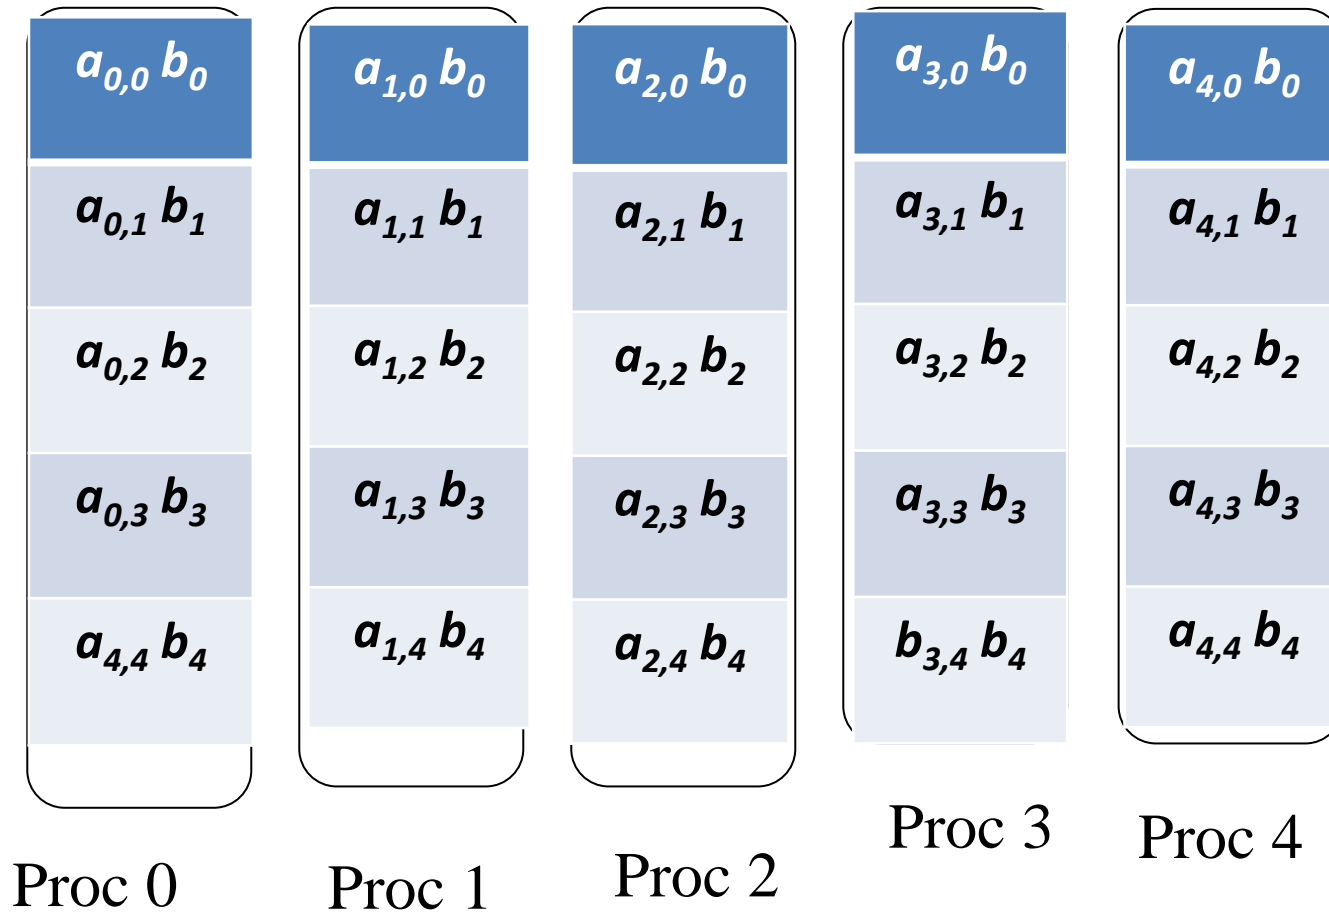 a0,0 b0 a1,0 b0 a2,0 b0 a3,0 b0 a4,0 b0
a0,1 b1 a1,1 b1 a2,1 b1 a3,1 b1 a4,1 b1
a0,2 b2 a1,2 b2 a2,2 b2 a3,2 b2 a4,2 b2
a0,3 b3 a1,3 b3 a2,3 b3 a3,3 b3 a4,3 b3
a4,4 b4 a1,4 b4 a2,4 b4 b3,4 b4 a4,4 b4
Proc 0 Proc 1 Proc 2 Proc 3 Proc 4